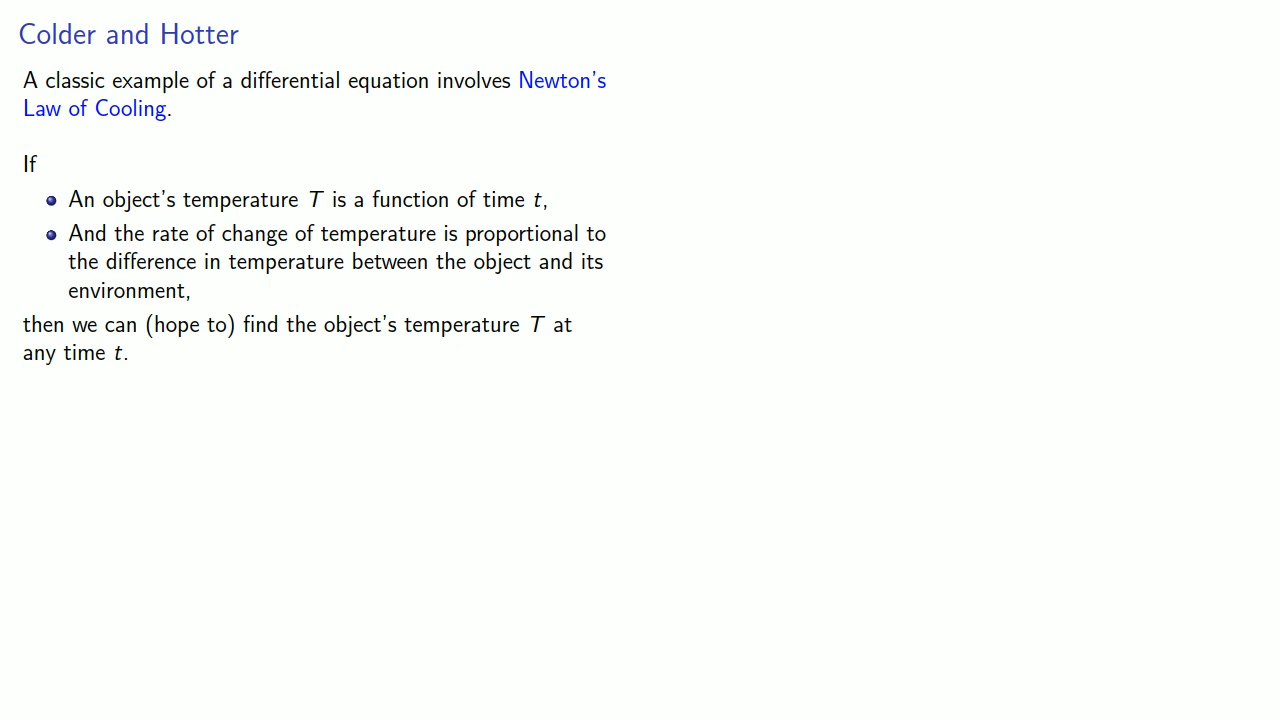 Colder and Hotter
A classic example of a differential equation involves Newton's
Law of Cooling.
If
An object's temperature T is a function of time t,
And the rate of change of temperature is proportional to
the difference in temperature between the object and its
environment,
then we can (hope to) find the object's temperature T at
any time t.